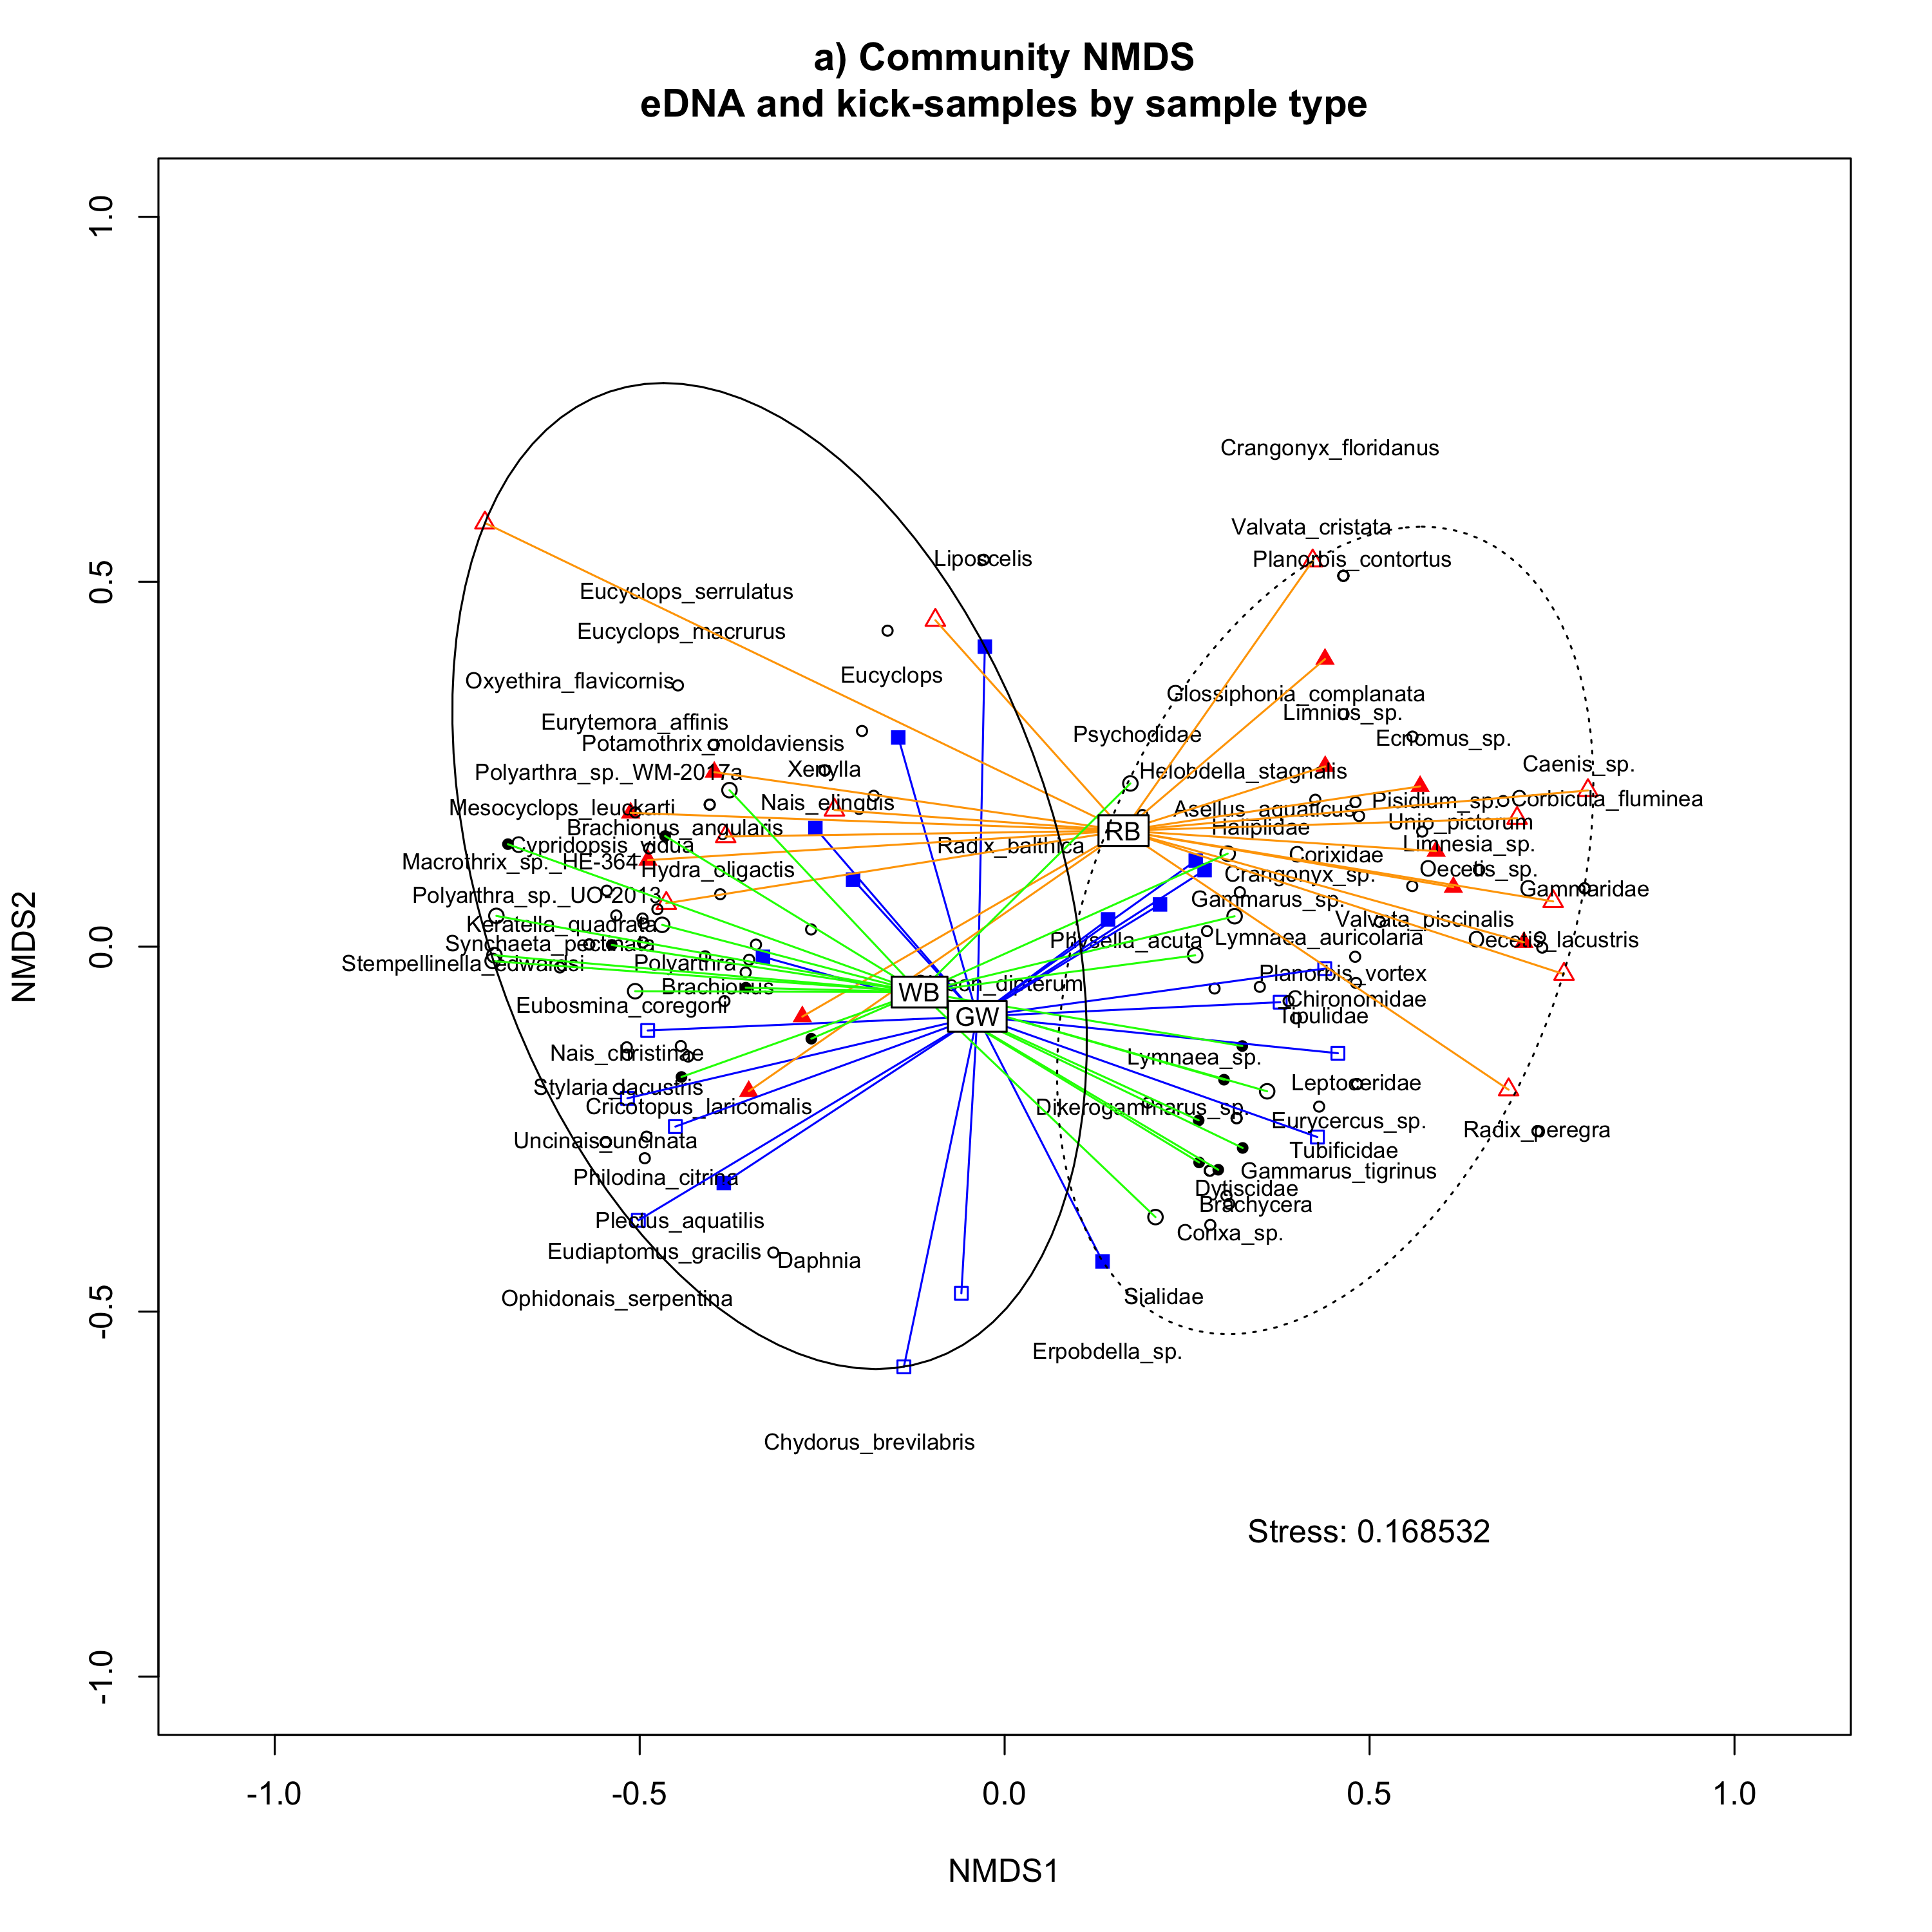 a) Community NMDS
eDNA and kick-samples by sample type
1.0
Crangonyx_floridanus
Valvata_cristata
Liposcelis
Planorbis_contortus
0.5
Eucyclops_serrulatus
Eucyclops_macrurus
Eucyclops
Oxyethira_flavicornis
Glossiphonia_complanata
Limnios_sp.
Eurytemora_affinis
Psychodidae
Ecnomus_sp.
Potamothrix_moldaviensis
Caenis_sp.
Xenylla
Helobdella_stagnalis
Polyarthra_sp._WM-2017a
Pisidium_sp.
Corbicula_fluminea
Nais_elinguis
Mesocyclops_leuckarti
Asellus_aquaticus
Unio_pictorum
Brachionus_angularis
Haliplidae
RB
Cypridopsis_vidua
Radix_balthica
Limnesia_sp.
Corixidae
Macrothrix_sp._HE-364
Hydra_oligactis
Oecetis_sp.
Crangonyx_sp.
Gammaridae
Polyarthra_sp._UO-2013
Gammarus_sp.
Valvata_piscinalis
Keratella_quadrata
Lymnaea_auricolaria
Physella_acuta
Oecetis_lacustris
Synchaeta_pectinata
0.0
Stempellinella_edwardsi
Polyarthra
Planorbis_vortex
Brachionus
WB
Chironomidae
Eubosmina_coregoni
GW
Tipulidae
Nais_christinae
Lymnaea_sp.
Leptoceridae
Stylaria_lacustris
Cricotopus_laricomalis
Dikerogammarus_sp.
Eurycercus_sp.
Radix_peregra
Uncinais_uncinata
Tubificidae
Gammarus_tigrinus
Philodina_citrina
Dytiscidae
Brachycera
Plectus_aquatilis
Corixa_sp.
Eudiaptomus_gracilis
Daphnia
Sialidae
Ophidonais_serpentina
-0.5
Erpobdella_sp.
Chydorus_brevilabris
Stress: 0.168532
-1.0
NMDS2
-1.0
-0.5
0.0
0.5
1.0
NMDS1